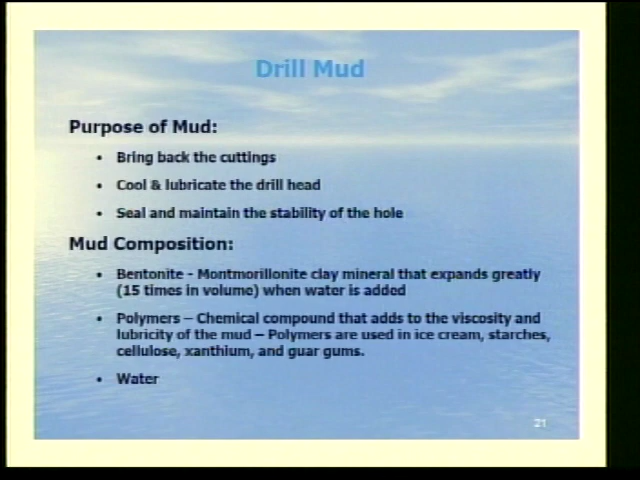 Drill Mud
Purpose of Mud:
• Bring back the cuttings
• Cool & lubricate the drill head
• Seal and maintain the stability of the hole
Mud Composition:
• Bentonite - Montmorillonite clay mineral that expands greatly
(15 times in volume) when water is added
• Polymers – Chemical compound that adds to the viscosity and
lubricity of the mud – Polymers are used in ice cream, starches,
cellulose, xanthium, and guar gums.
• Water
21